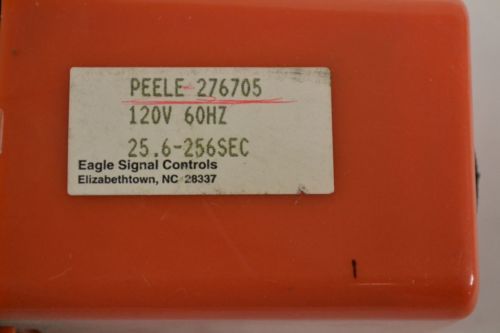 PEELE 276705
120V 60HZ
25.6-256SEC
Eagle Signal Controls
Elizabethtown, NC 28337